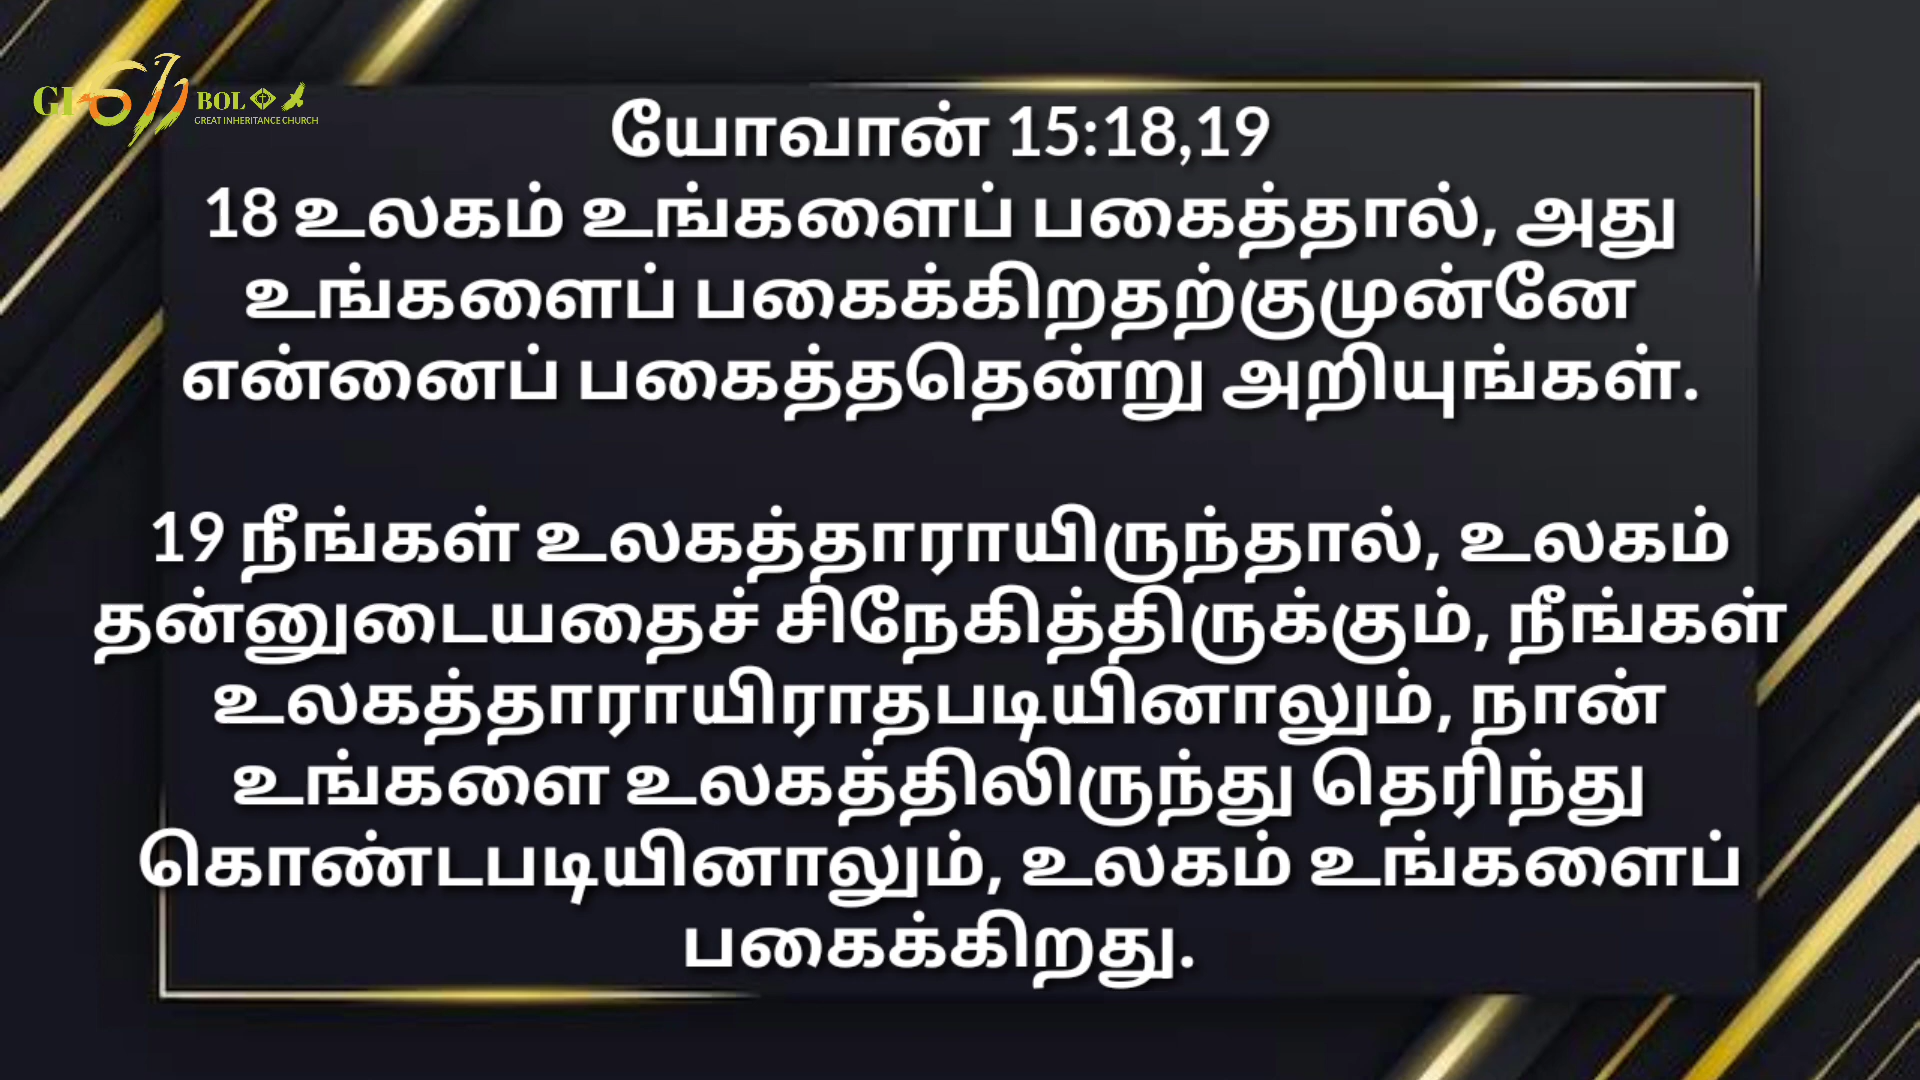 GI
BOL
GREAT INHERITANCE CHURCH
யோவான் 15:18,19
18 உலகம் உங்களைப் பகைத்தால், அது
உங்களைப் பகைக்கிறதற்குமுன்னே
என்னைப் பகைத்ததென்று அறியுங்கள்.
19 நீங்கள் உலகத்தாராயிருந்தால், உலகம்
தன்னுடையதைச் சிநேகித்திருக்கும், நீங்கள்
உலகத்தாராயிராதபடியினாலும், நான்
உங்களை உலகத்திலிருந்து தெரிந்து
கொண்டபடியினாலும், உலகம் உங்களைப்
பகைக்கிறது.